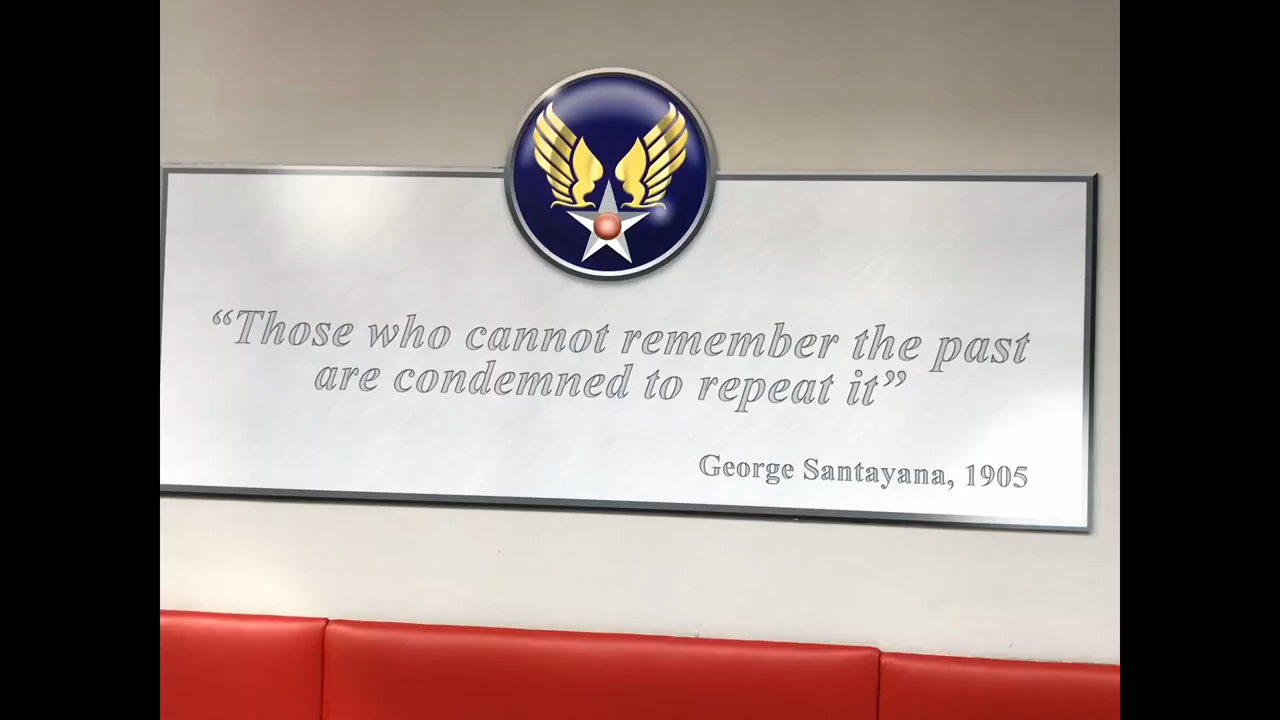 “Those who cannot remember the past
are condemned to repeat it”
George Santayana, 1905